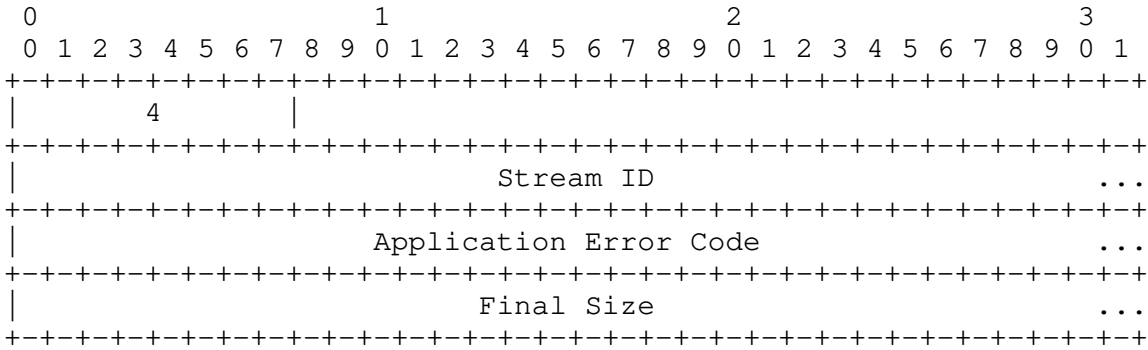 0                   1                   2                   3
 0 1 2 3 4 5 6 7 8 9 0 1 2 3 4 5 6 7 8 9 0 1 2 3 4 5 6 7 8 9 0 1
+-+-+-+-+-+-+-+-+-+-+-+-+-+-+-+-+-+-+-+-+-+-+-+-+-+-+-+-+-+-+-+-+
|       4       |
+-+-+-+-+-+-+-+-+-+-+-+-+-+-+-+-+-+-+-+-+-+-+-+-+-+-+-+-+-+-+-+-+
|                           Stream ID                         ...
+-+-+-+-+-+-+-+-+-+-+-+-+-+-+-+-+-+-+-+-+-+-+-+-+-+-+-+-+-+-+-+-+
|                    Application Error Code                   ...
+-+-+-+-+-+-+-+-+-+-+-+-+-+-+-+-+-+-+-+-+-+-+-+-+-+-+-+-+-+-+-+-+
|                          Final Size                         ...
+-+-+-+-+-+-+-+-+-+-+-+-+-+-+-+-+-+-+-+-+-+-+-+-+-+-+-+-+-+-+-+-+